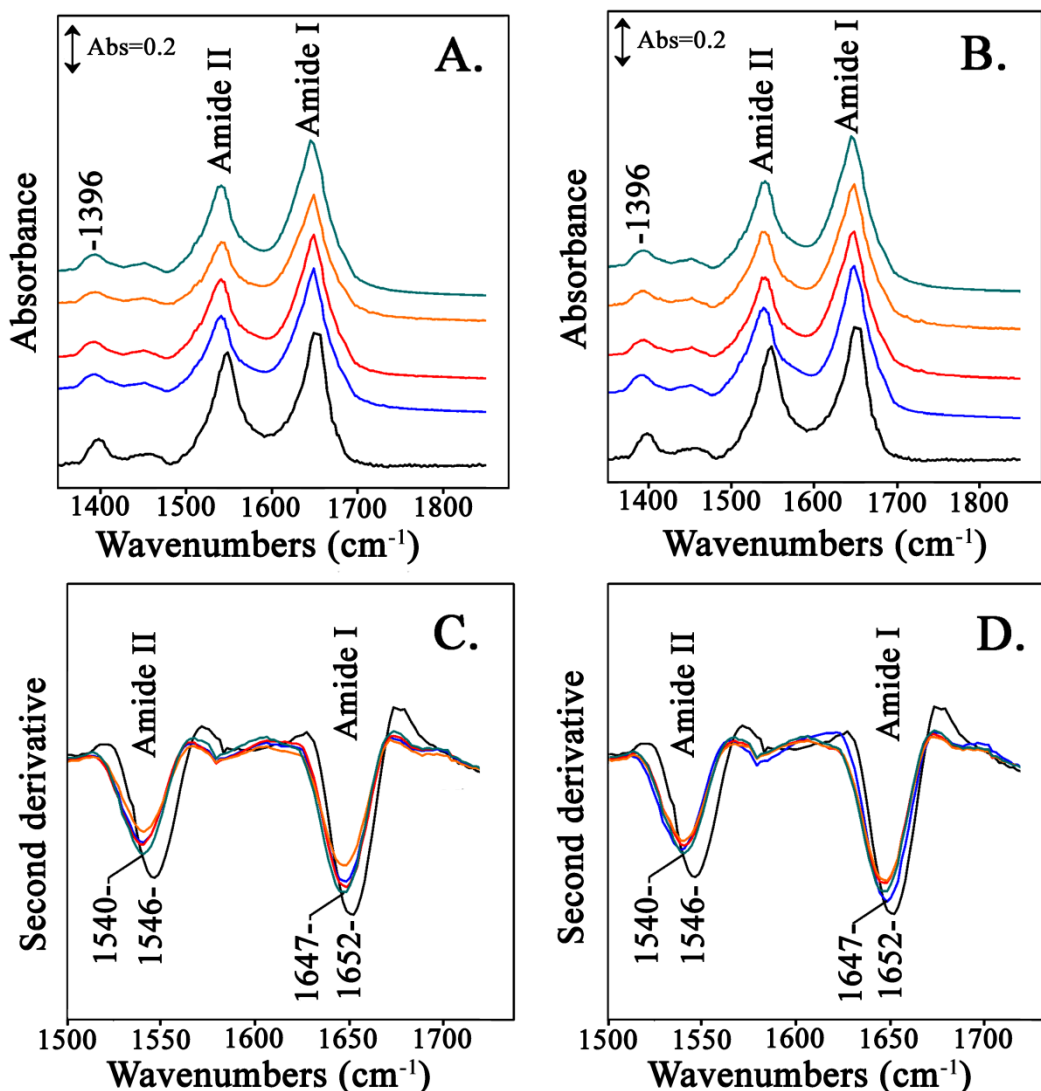 Abs=0.2
A.
Amide II
Amide I
-1396
Absorbance
1400 1500 1600 1700 1800
Wavenumbers (cm⁻¹)
Abs=0.2
B.
Amide II
Amide I
-1396
Absorbance
1400 1500 1600 1700 1800
Wavenumbers (cm⁻¹)
C.
Amide II
Amide I
Second derivative
1540-
1546-
1647-
1652-
1500 1550 1600 1650 1700
Wavenumbers (cm⁻¹)
D.
Amide II
Amide I
Second derivative
1540-
1546-
1647-
1652-
1500 1550 1600 1650 1700
Wavenumbers (cm⁻¹)